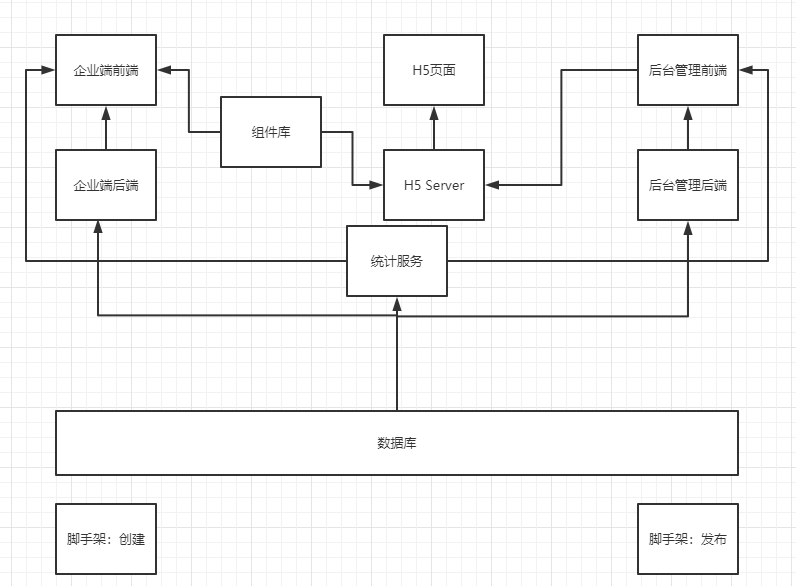 企业端前端
H5页面
后台管理前端
组件库
企业端后端
H5 Server
后台管理后端
统计服务
数据库
脚手架：创建
脚手架：发布